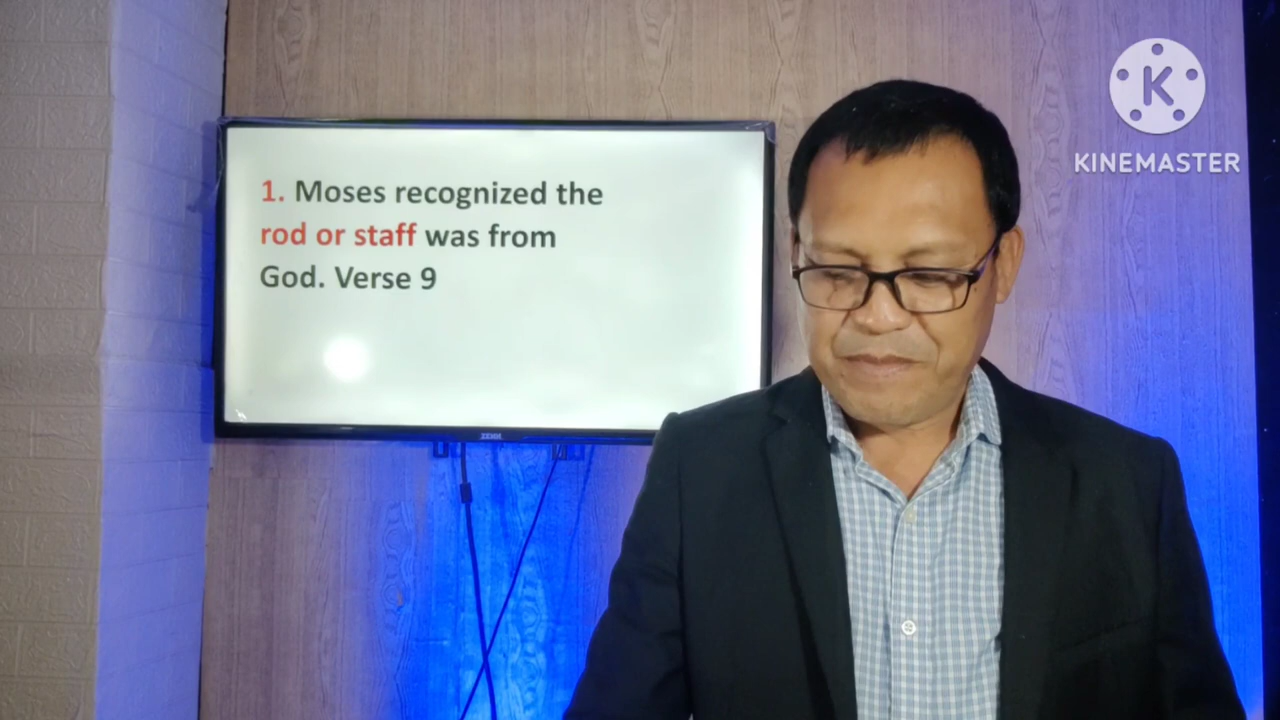 1. Moses recognized the
rod or staff was from
God. Verse 9
KINEMASTER